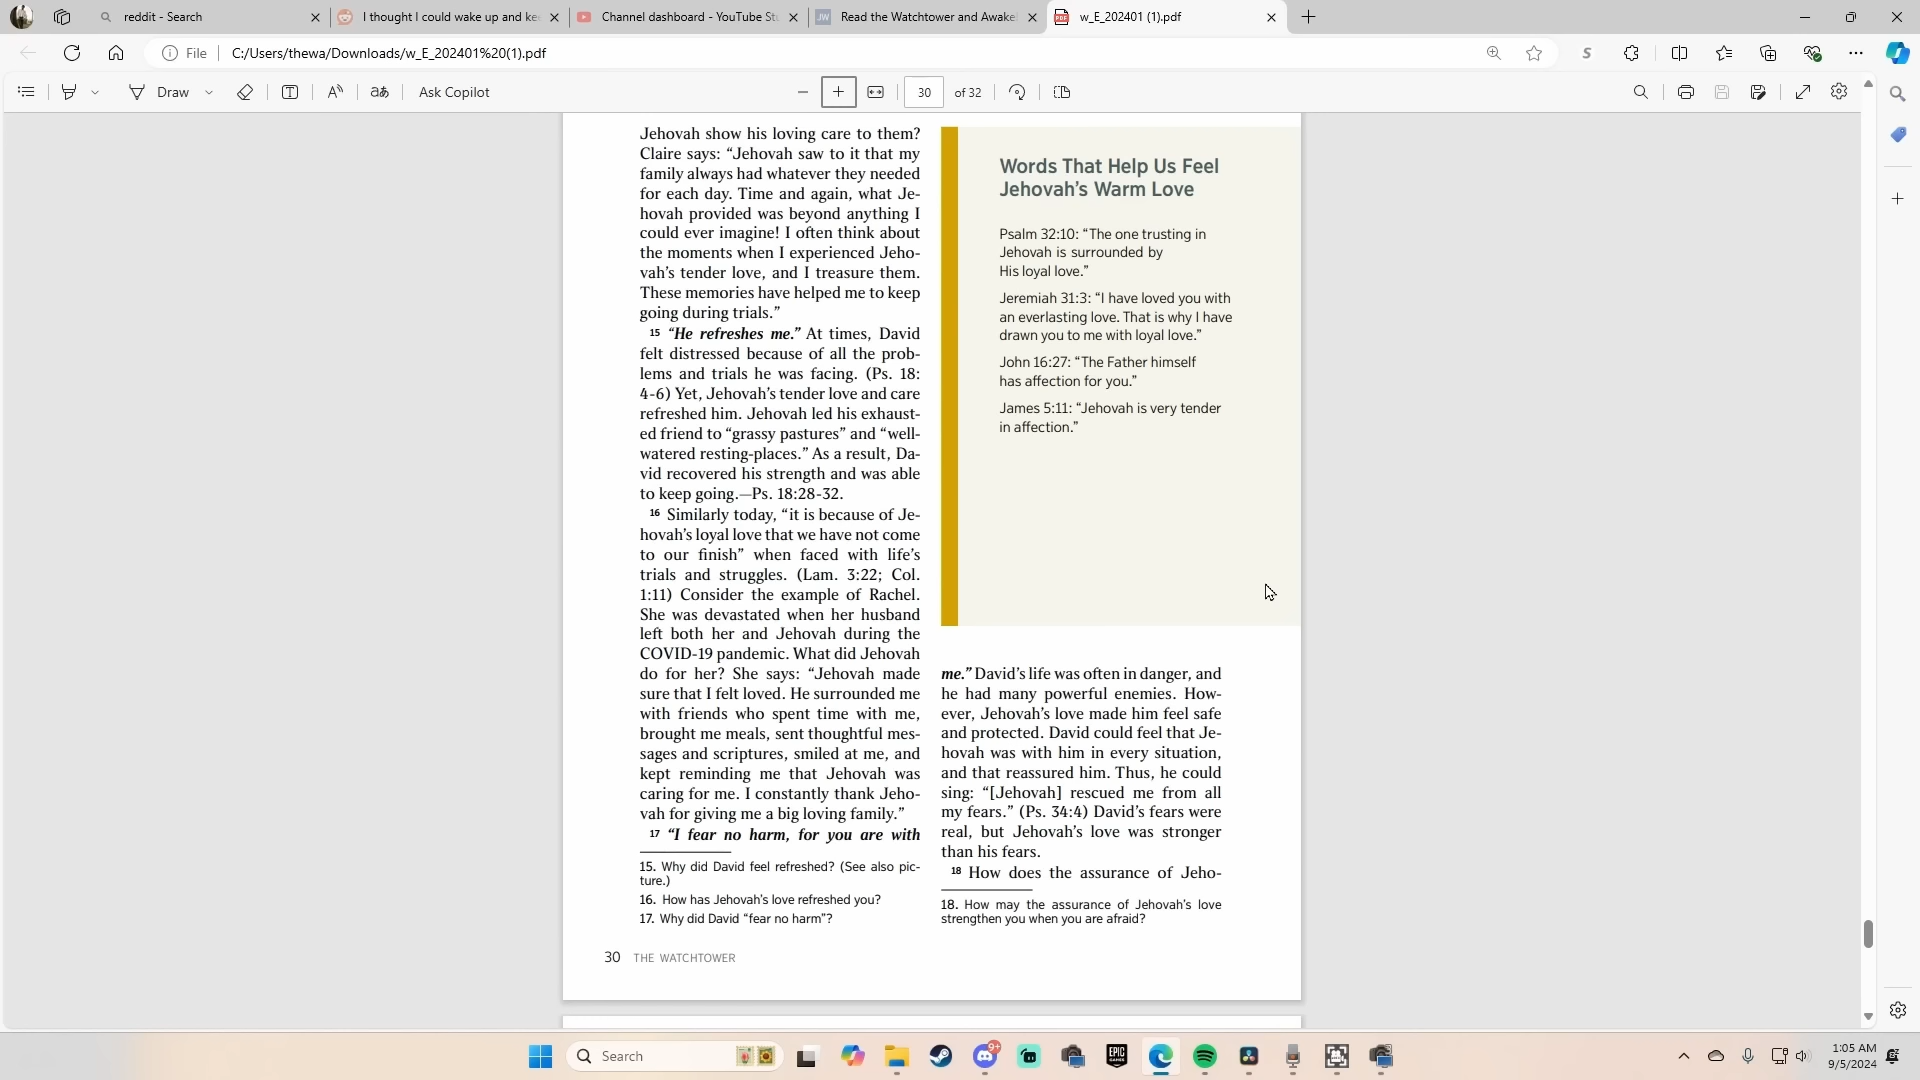 reddit - Search
I thought I could wake up and ke
Channel dashboard - YouTube St
JW
Read the Watchtower and Awake
w_E_202401 (1).pdf
File
C:/Users/thewa/Downloads/w_E_202401%20(1).pdf
Draw
Ask Copilot
30
of 32
Jehovah show his loving care to them?
Claire says: “Jehovah saw to it that my
family always had whatever they needed
for each day. Time and again, what Je-
hovah provided was beyond anything I
could ever imagine! I often think about
the moments when I experienced Jeho-
vah’s tender love, and I treasure them.
These memories have helped me to keep
going during trials.”
15 “He refreshes me.” At times, David
felt distressed because of all the prob-
lems and trials he was facing. (Ps. 18:
4-6) Yet, Jehovah’s tender love and care
refreshed him. Jehovah led his exhaust-
ed friend to “grassy pastures” and “well-
watered resting-places.” As a result, Da-
vid recovered his strength and was able
to keep going.—Ps. 18:28-32.
16 Similarly today, “it is because of Je-
hovah’s loyal love that we have not come
to our finish” when faced with life’s
trials and struggles. (Lam. 3:22; Col.
1:11) Consider the example of Rachel.
She was devastated when her husband
left both her and Jehovah during the
COVID-19 pandemic. What did Jehovah
do for her? She says: “Jehovah made
sure that I felt loved. He surrounded me
with friends who spent time with me,
brought me meals, sent thoughtful mes-
sages and scriptures, smiled at me, and
kept reminding me that Jehovah was
caring for me. I constantly thank Jeho-
vah for giving me a big loving family.”
17 “I fear no harm, for you are with
15. Why did David feel refreshed? (See also pic-
ture.)
16. How has Jehovah’s love refreshed you?
17. Why did David “fear no harm”?
Words That Help Us Feel
Jehovah’s Warm Love
Psalm 32:10: “The one trusting in
Jehovah is surrounded by
His loyal love.”
Jeremiah 31:3: “I have loved you with
an everlasting love. That is why I have
drawn you to me with loyal love.”
John 16:27: “The Father himself
has affection for you.”
James 5:11: “Jehovah is very tender
in affection.”
me.” David’s life was often in danger, and
he had many powerful enemies. How-
ever, Jehovah’s love made him feel safe
and protected. David could feel that Je-
hovah was with him in every situation,
and that reassured him. Thus, he could
sing: “[Jehovah] rescued me from all
my fears.” (Ps. 34:4) David’s fears were
real, but Jehovah’s love was stronger
than his fears.
18 How does the assurance of Jeho-
18. How may the assurance of Jehovah’s love
strengthen you when you are afraid?
30 THE WATCHTOWER
Search
9+
EPIC
GAMES
1:05 AM
9/5/2024